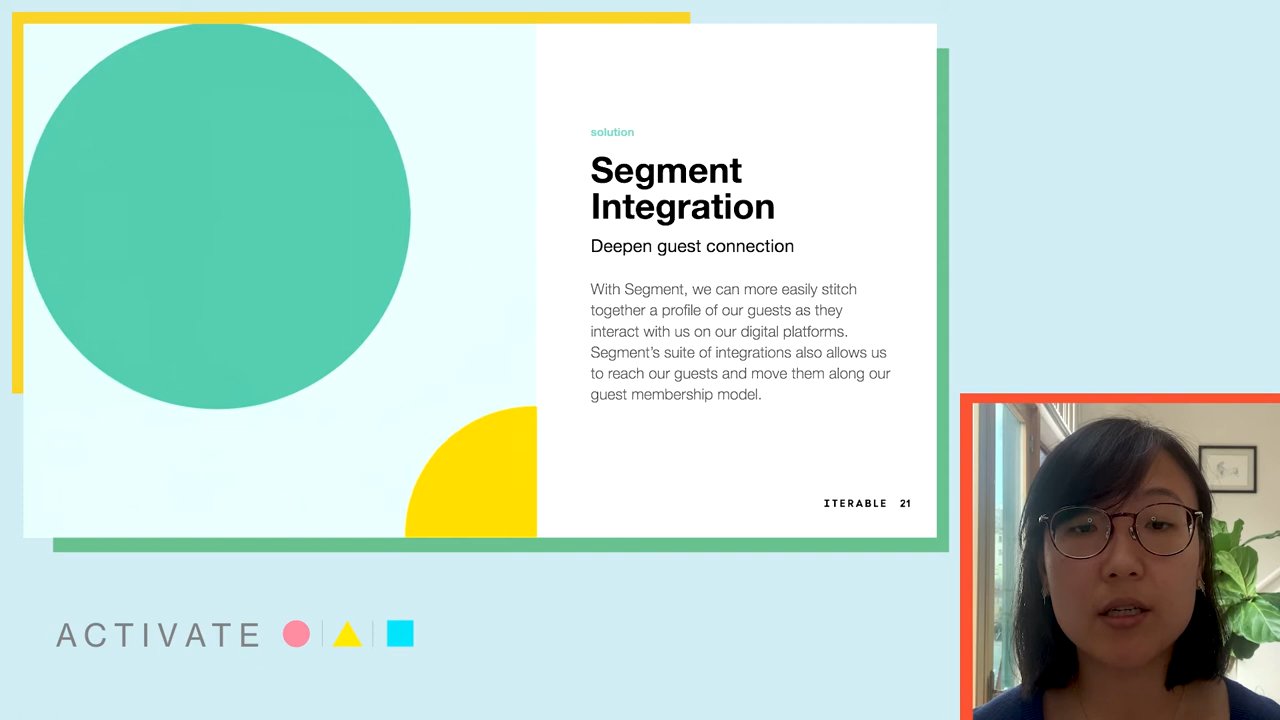 solution
Segment
Integration
Deepen guest connection
With Segment, we can more easily stitch
together a profile of our guests as they
interact with us on our digital platforms.
Segment’s suite of integrations also allows us
to reach our guests and move them along our
guest membership model.
ITERABLE 21
ACTIVATE